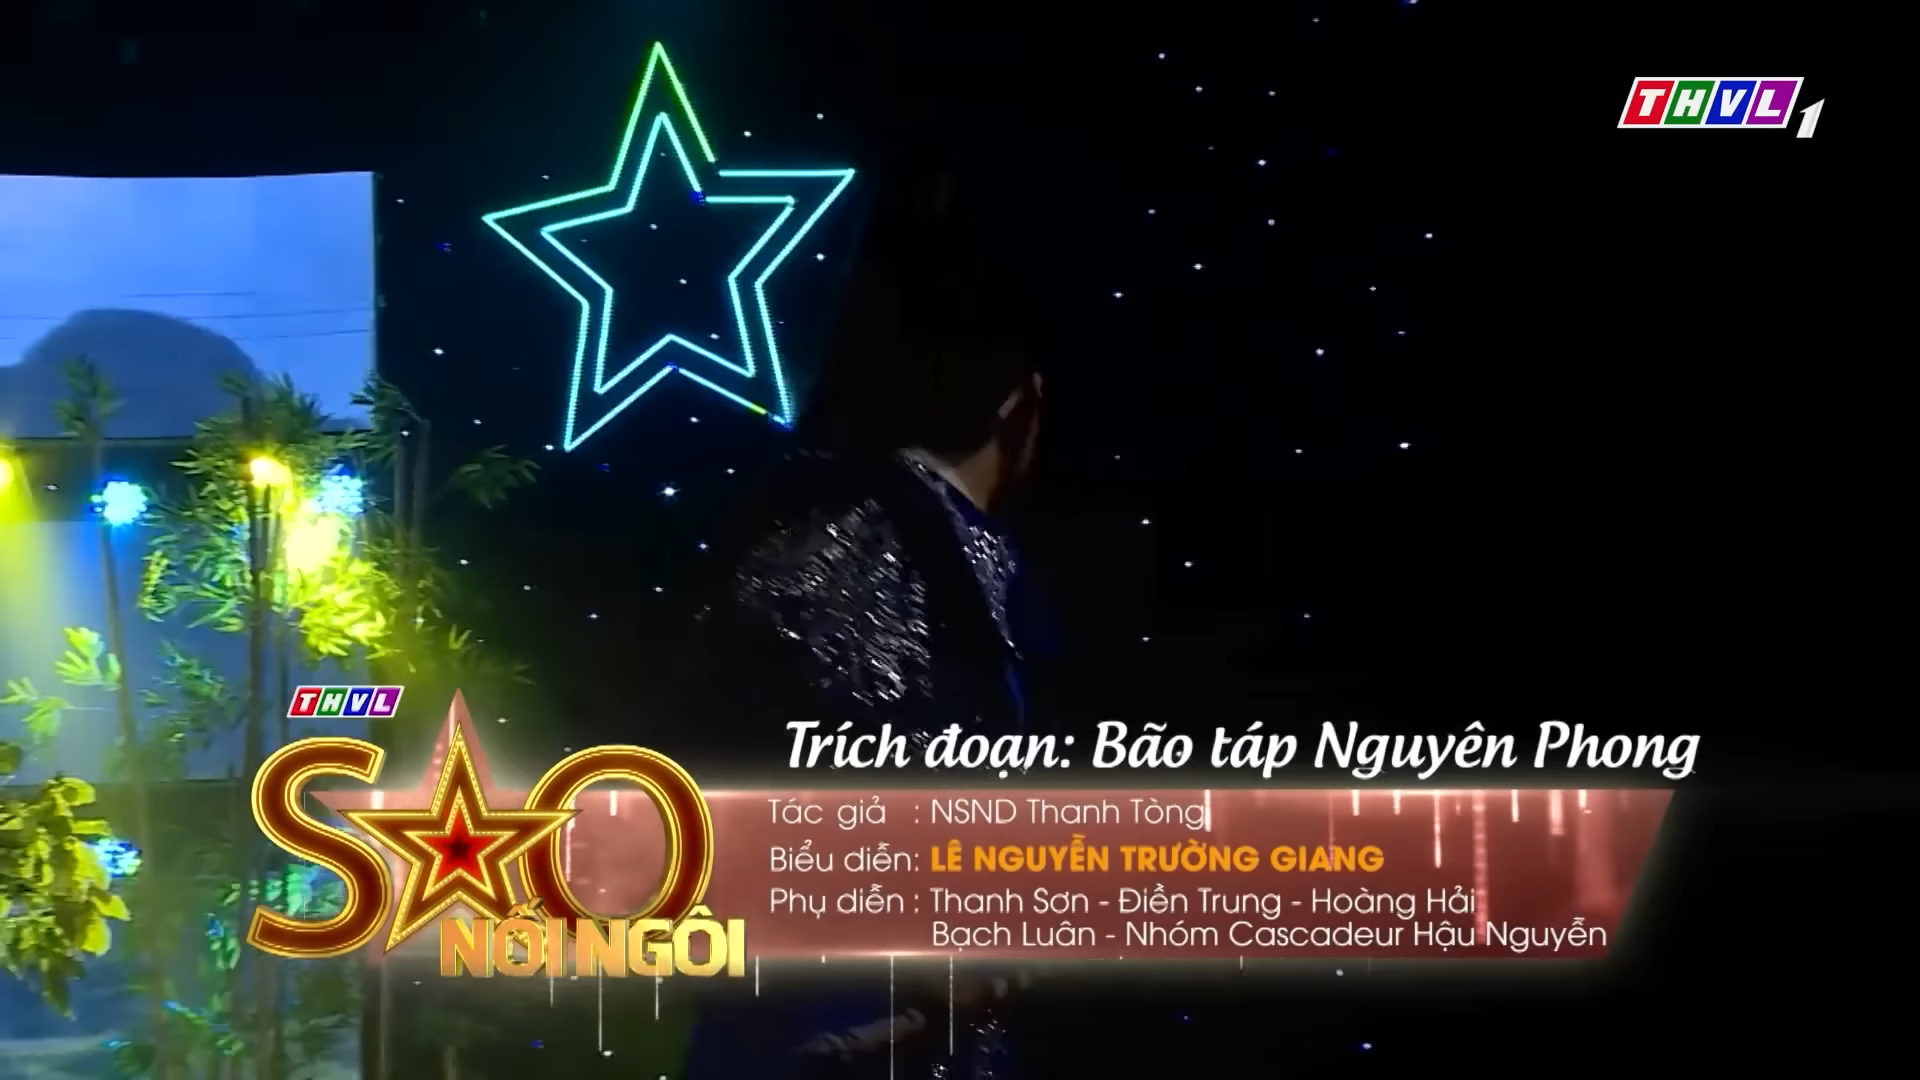 THVL1
THVL
SAO
NỐI NGÔI
Trích đoạn: Bão táp Nguyên Phong
Tác giả : NSND Thanh Tòng
Biểu diễn: LÊ NGUYỄN TRƯỜNG GIANG
Phụ diễn : Thanh Sơn - Điền Trung - Hoàng Hải
Bạch Luân - Nhóm Cascadeur Hậu Nguyễn